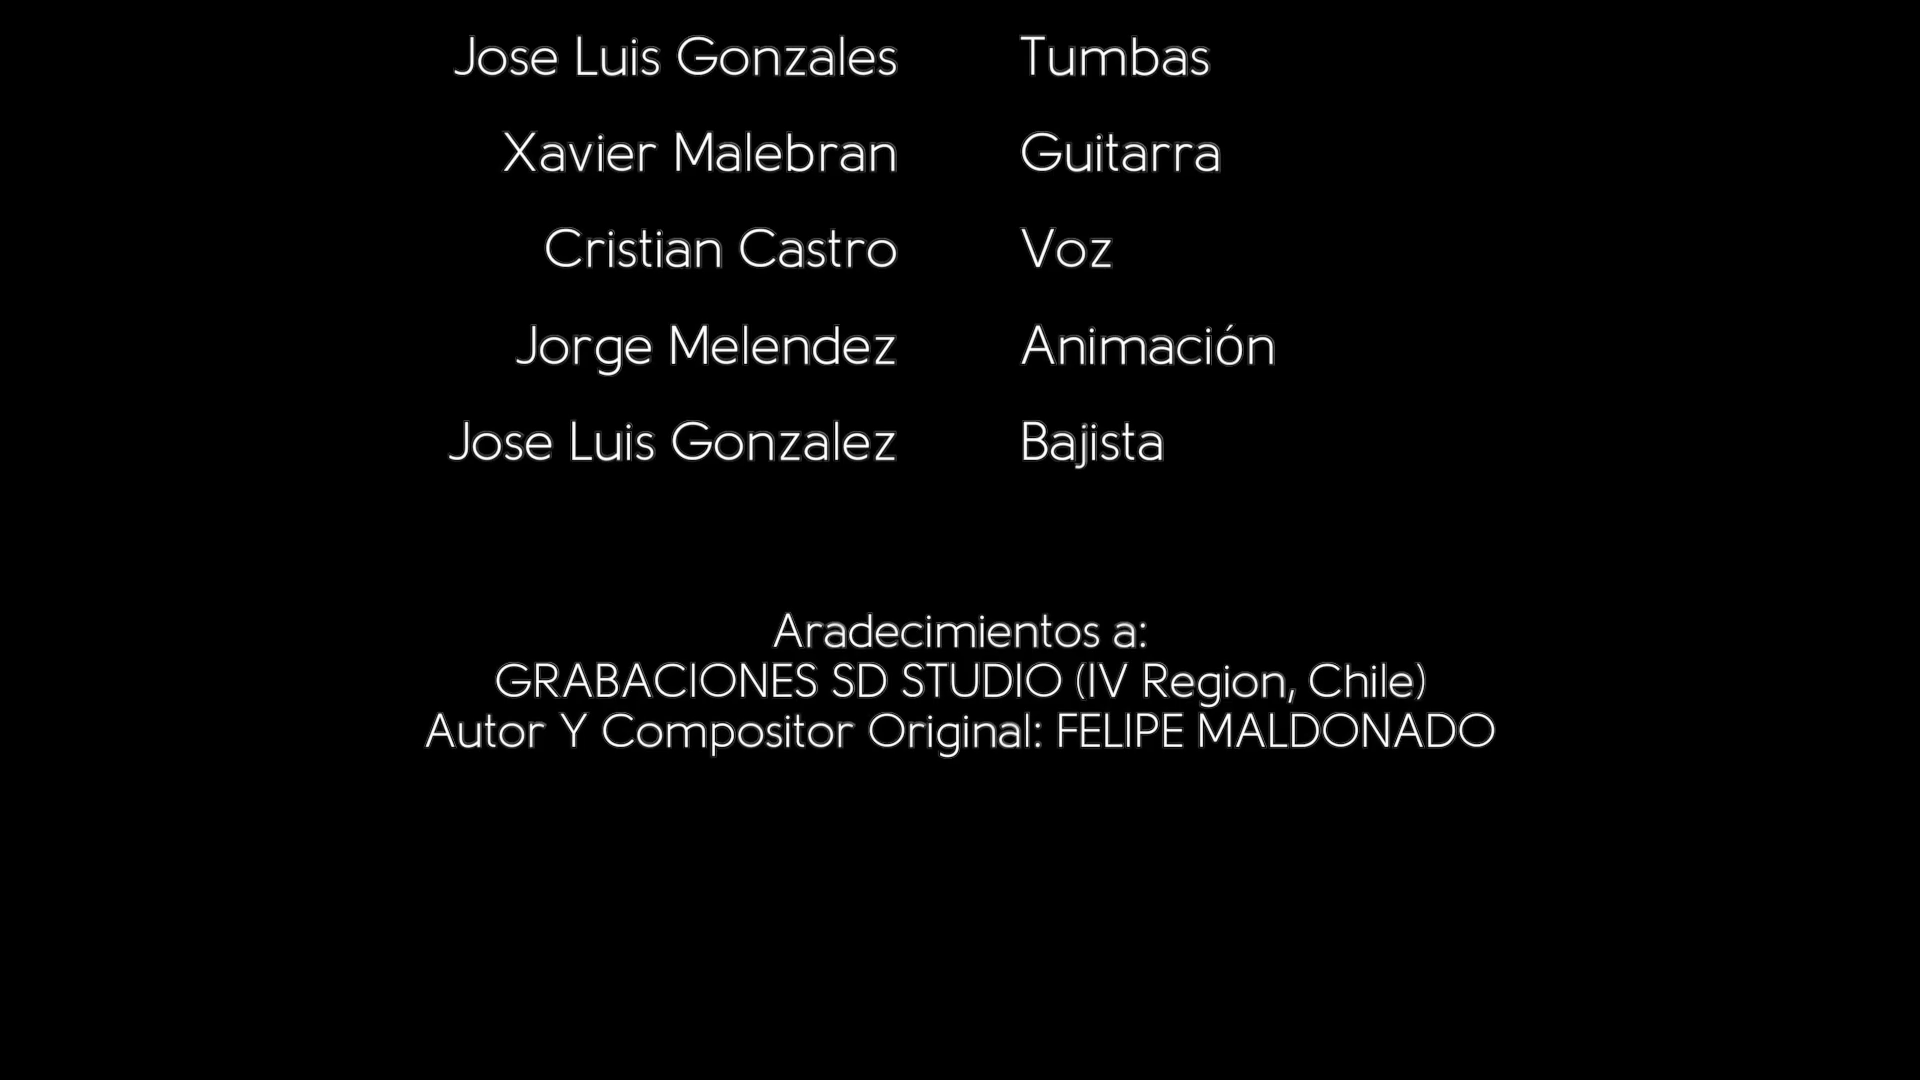 Jose Luis Gonzales Tumbas
Xavier Malebran Guitarra
Cristian Castro Voz
Jorge Melendez Animación
Jose Luis Gonzalez Bajista
Aradecimientos a:
GRABACIONES SD STUDIO (IV Region, Chile)
Autor Y Compositor Original: FELIPE MALDONADO